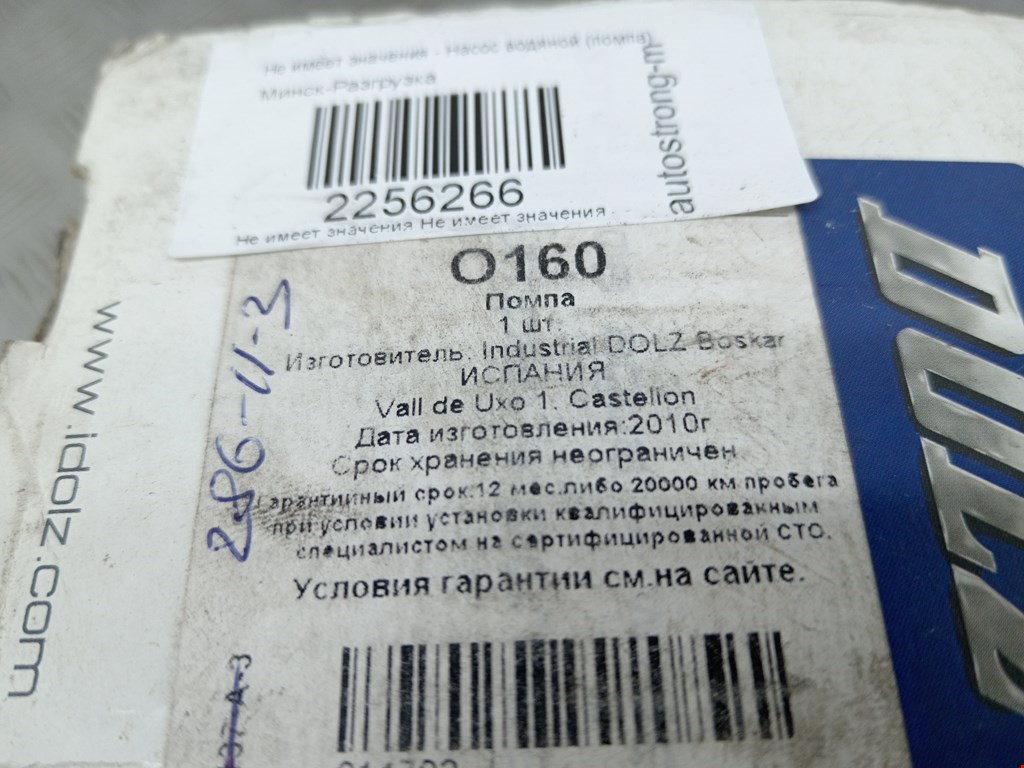 Не имеет значения - Насос водяной (помпа)
Минск-Разгрузка
autostrong-m
2256266
Не имеет значения Не имеет значения
O160
Помпа
1 шт.
Изготовитель: Industrial DOLZ Boskar
ИСПАНИЯ
Vall de Uxo 1. Castellon
Дата изготовления:2010г
Срок хранения неограничен
Гарантийный срок:12 мес.либо 20000 км пробега
при условии установки квалифицированным
специалистом на сертифицированной СТО.
Условия гарантии см.на сайте.
www.idolz.com